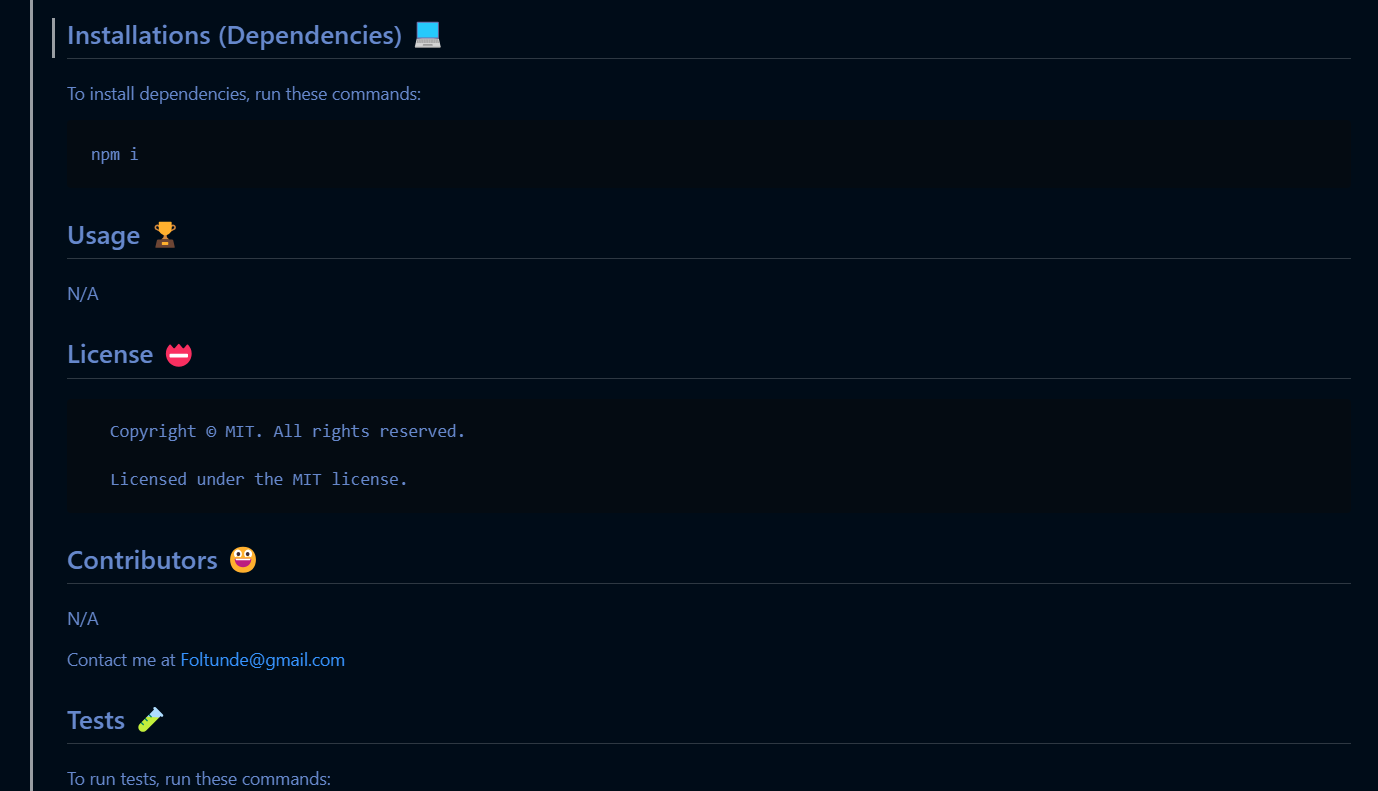 Installations (Dependencies) 💻
To install dependencies, run these commands:
npm i
Usage 🏆
N/A
License 📛
Copyright © MIT. All rights reserved.
Licensed under the MIT license.
Contributors 😀
N/A
Contact me at Foltunde@gmail.com
Tests 🧪
To run tests, run these commands: